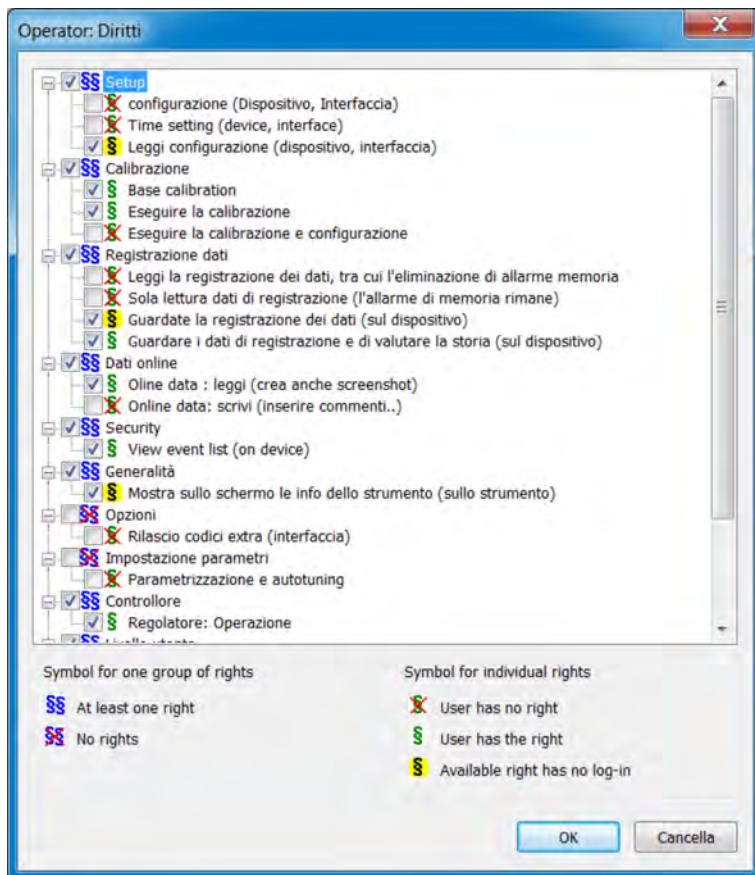 Operator: Diritti
§§ Setup
§ configurazione (Dispositivo, Interfaccia)
§ Time setting (device, interface)
§ Leggi configurazione (dispositivo, interfaccia)
§§ Calibrazione
§ Base calibration
§ Eseguire la calibrazione
§ Eseguire la calibrazione e configurazione
§§ Registrazione dati
§ Leggi la registrazione dei dati, tra cui l'eliminazione di allarme memoria
§ Sola lettura dati di registrazione (l'allarme di memoria rimane)
§ Guardate la registrazione dei dati (sul dispositivo)
§ Guardare i dati di registrazione e di valutare la storia (sul dispositivo)
§§ Dati online
§ Oline data : leggi (crea anche screenshot)
§ Online data: scrivi (inserire commenti..)
§§ Security
§ View event list (on device)
§§ Generalità
§ Mostra sullo schermo le info dello strumento (sullo strumento)
§§ Opzioni
§ Rilascio codici extra (interfaccia)
§§ Impostazione parametri
§ Parametrizzazione e autotuning
§§ Controllore
§ Regolatore: Operazione
Symbol for one group of rights
§§ At least one right
§§ No rights
Symbol for individual rights
§ User has no right
§ User has the right
§ Available right has no log-in
OK
Cancella